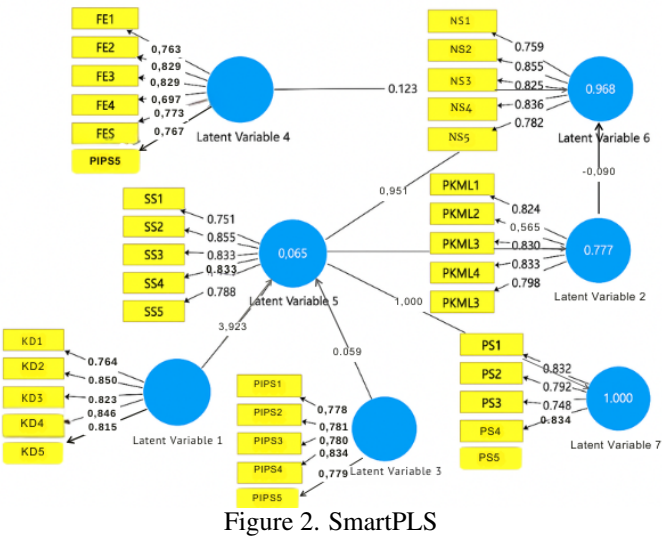 FE1
FE2
FE3
FE4
FES
PIPS5
0,763
0,829
0,829
0,697
0,773
0,767
Latent Variable 4
0.123
NS1
NS2
NS3
NS4
NS5
0.759
0.855
0.825
0.836
0.782
0.968
Latent Variable 6
-0,090
0,951
SS1
SS2
SS3
SS4
SS5
0.751
0.855
0.833
0.833
0.788
0,065
Latent Variable 5
PKML1
PKML2
PKML3
PKML4
PKML3
0.824
0,565
0.830
0.833
0.798
0.777
Latent Variable 2
1,000
3,923
0.059
KD1
KD2
KD3
KD4
KD5
0.764
0.850
0.823
0,846
0.815
Latent Variable 1
PIPS1
PIPS2
PIPS3
PIPS4
PIPS5
0,778
0,781
0,780
0,834
0,779
Latent Variable 3
PS1
PS2
PS3
PS4
PS5
0,832
0.792
0.748
0.834
1.000
Latent Variable 7
Figure 2. SmartPLS